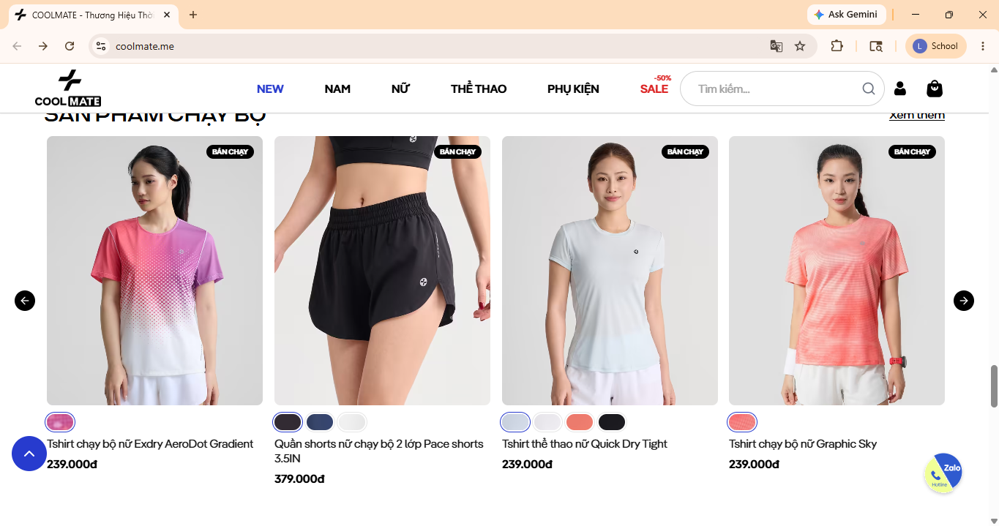 COOLMATE - Thương Hiệu Thời
Ask Gemini
coolmate.me
L
School
COOLMATE
NEW
NAM
NỮ
THỂ THAO
PHỤ KIỆN
-50%
SALE
Tìm kiếm...
SẢN PHẨM CHẠY BỘ
Xem thêm
BÁN CHẠY
BÁN CHẠY
BÁN CHẠY
BÁN CHẠY
Tshirt chạy bộ nữ Exdry AeroDot Gradient
239.000đ
Quần shorts nữ chạy bộ 2 lớp Pace shorts
3.5IN
379.000đ
Tshirt thể thao nữ Quick Dry Tight
239.000đ
Tshirt chạy bộ nữ Graphic Sky
239.000đ
Zalo
Hotline